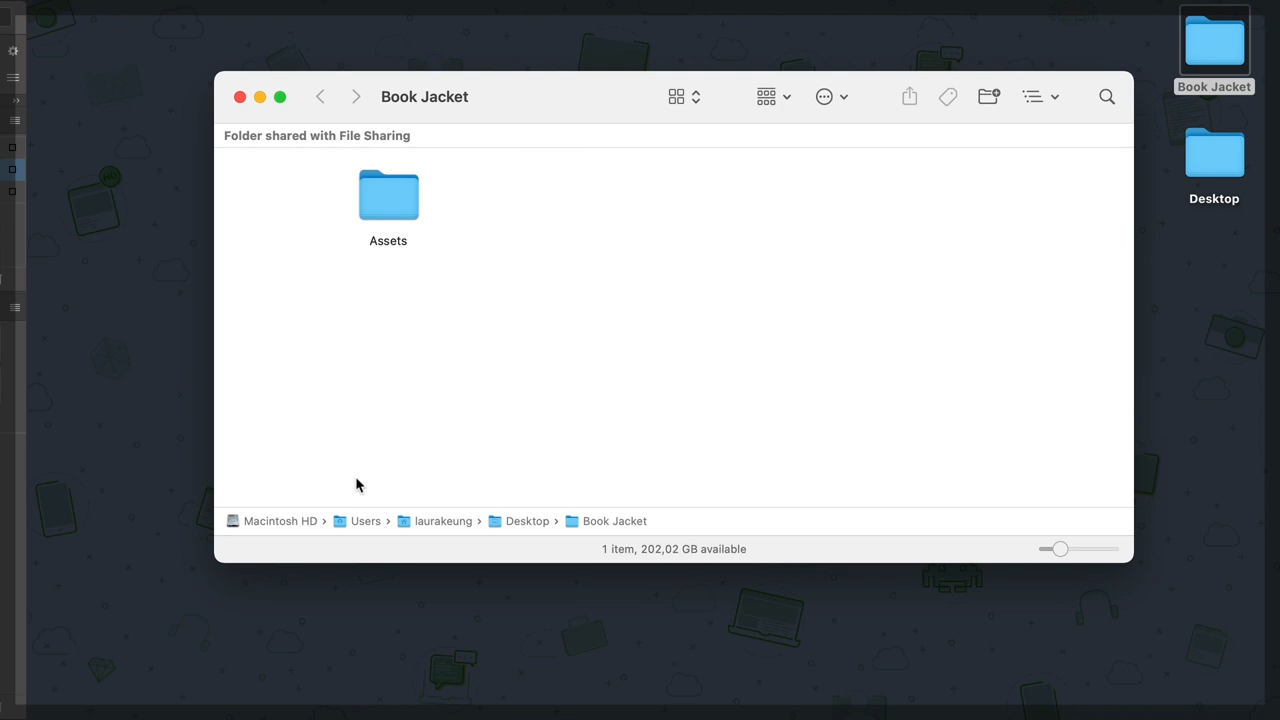 Book Jacket
Folder shared with File Sharing
Assets
Macintosh HD › Users › laurakeung › Desktop › Book Jacket
1 item, 202,02 GB available
Book Jacket
Desktop